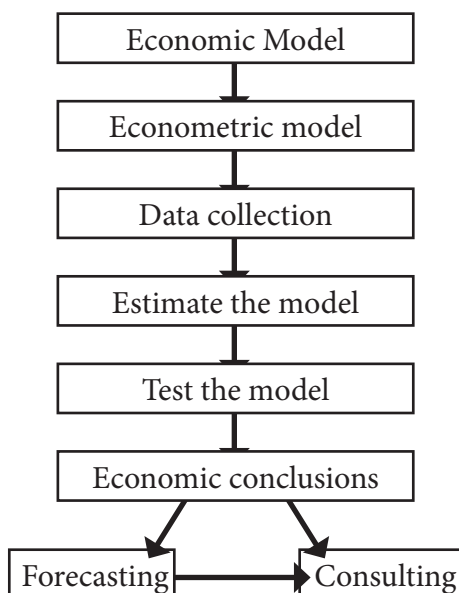 Economic Model
Econometric model
Data collection
Estimate the model
Test the model
Economic conclusions
Forecasting
Consulting